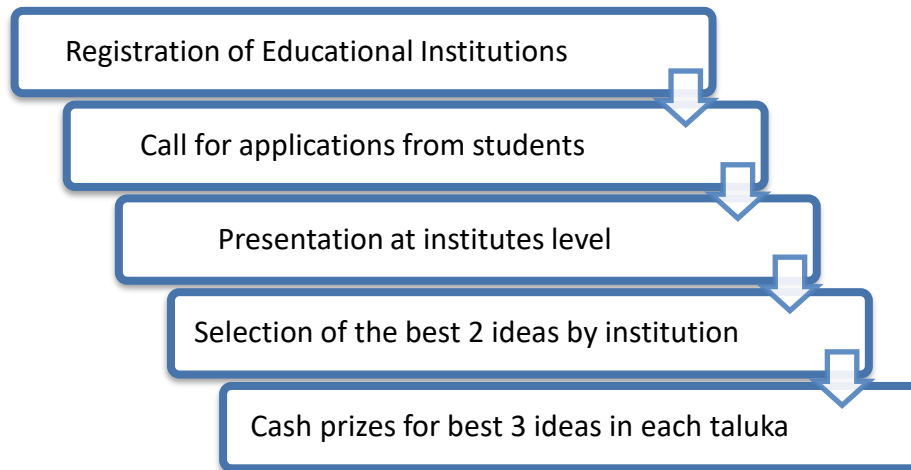 Registration of Educational Institutions
Call for applications from students
Presentation at institutes level
Selection of the best 2 ideas by institution
Cash prizes for best 3 ideas in each taluka